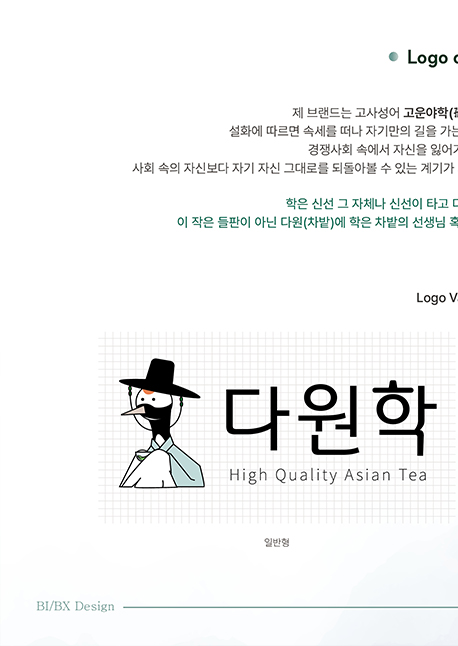 Logo
제 브랜드는 고사성어 고운야학(
설화에 따르면 속세를 떠나 자기만의 길을 가는
경쟁사회 속에서 자신을 잃어
사회 속의 자신보다 자기 자신 그대로를 되돌아볼 수 있는 계기가
학은 신선 그 자체나 신선이 타고
이 작은 들판이 아닌 다원(차밭)에 학은 차밭의 선생님
Logo
다원학
High Quality Asian Tea
일반형
BI/BX Design